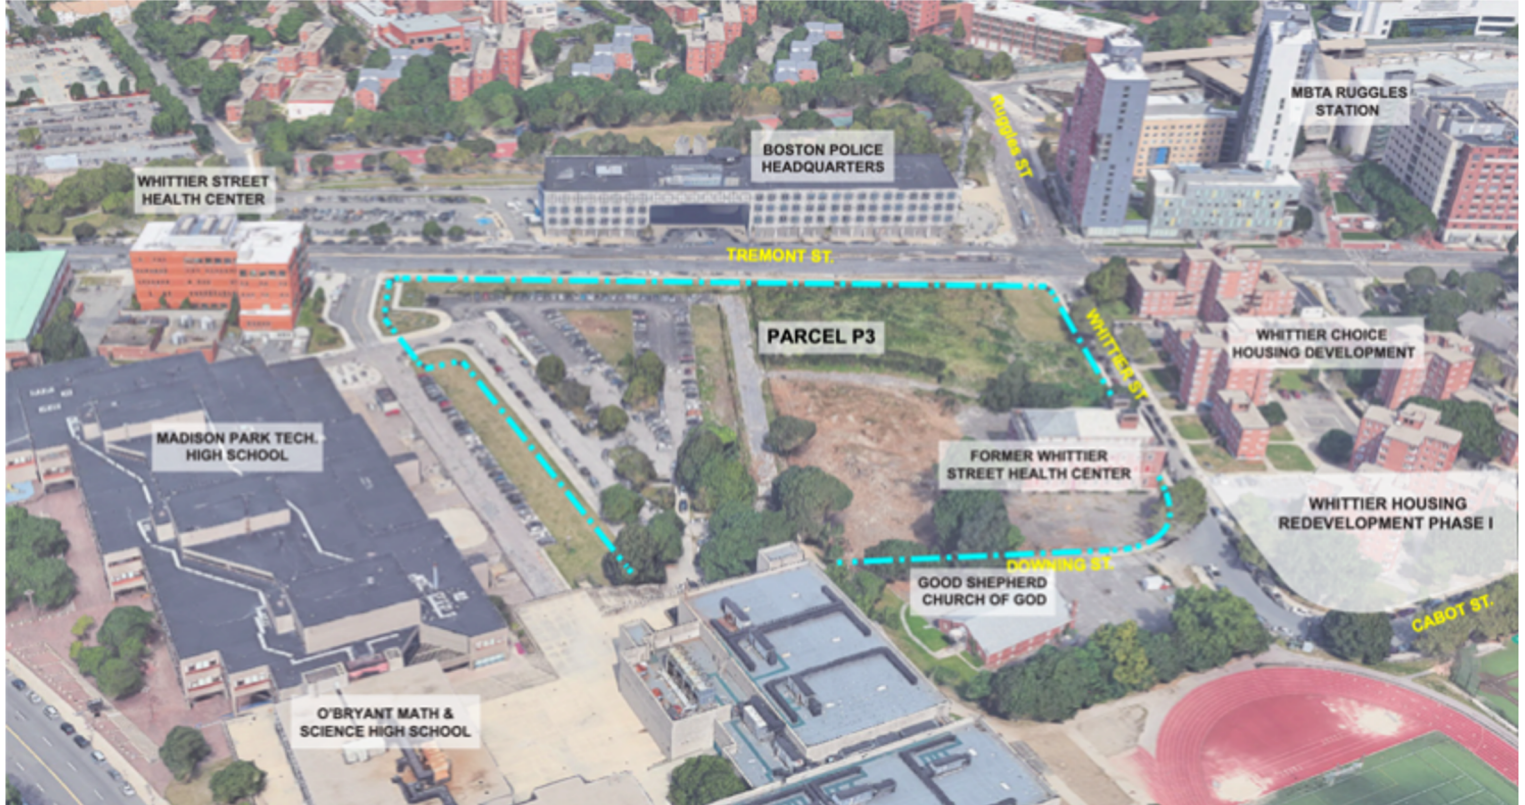 MBTA RUGGLES
STATION
Ruggles ST
BOSTON POLICE
HEADQUARTERS
WHITTIER STREET
HEALTH CENTER
TREMONT ST.
PARCEL P3
WHITTIER ST
WHITTIER CHOICE
HOUSING DEVELOPMENT
MADISON PARK TECH.
HIGH SCHOOL
FORMER WHITTIER
STREET HEALTH CENTER
WHITTIER HOUSING
REDEVELOPMENT PHASE I
DOWNING ST.
GOOD SHEPHERD
CHURCH OF GOD
CABOT ST.
O'BRYANT MATH &
SCIENCE HIGH SCHOOL